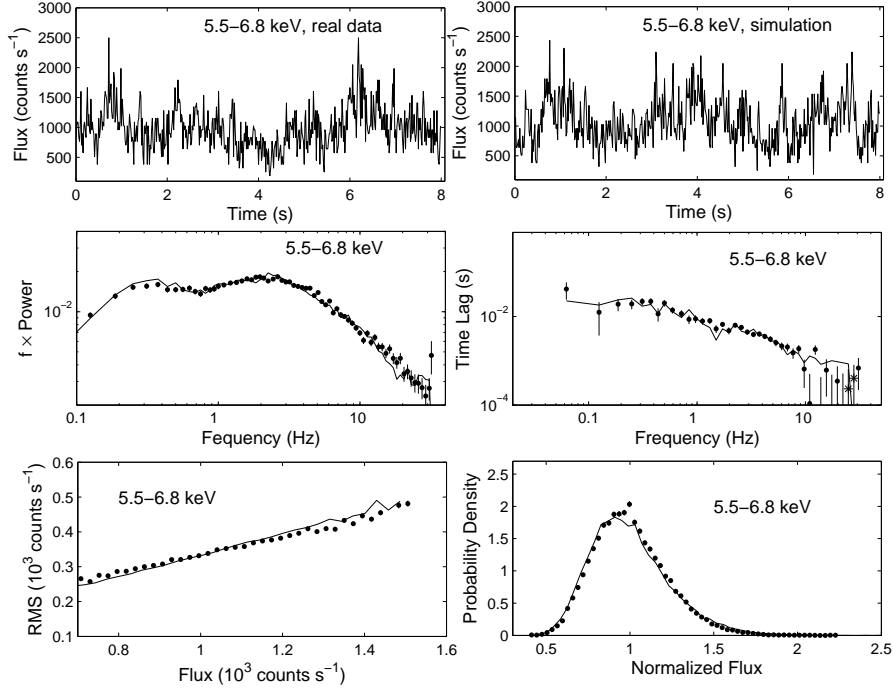 5.5−6.8 keV, real data
3000
2500
2000
1500
1000
500
Flux (counts s⁻¹)
0 2 4 6 8
Time (s)
5.5−6.8 keV, simulation
3000
2500
2000
1500
1000
500
Flux (counts s⁻¹)
0 2 4 6 8
Time (s)
5.5−6.8 keV
10⁻²
f × Power
0.1 1 10
Fequency (Hz)
5.5−6.8 keV
10⁻²
10⁻⁴
Time Lag (s)
0.1 1 10
Frequency (Hz)
5.5−6.8 keV
0.6
0.5
0.4
0.3
0.2
0.1
RMS (10³ counts s⁻¹)
0.8 1 1.2 1.4 1.6
Flux (10³ counts s⁻¹)
5.5−6.8 keV
3
2.5
2
1.5
1
0.5
0
Probability Density
0.5 1 1.5 2 2.5
Normalized Flux